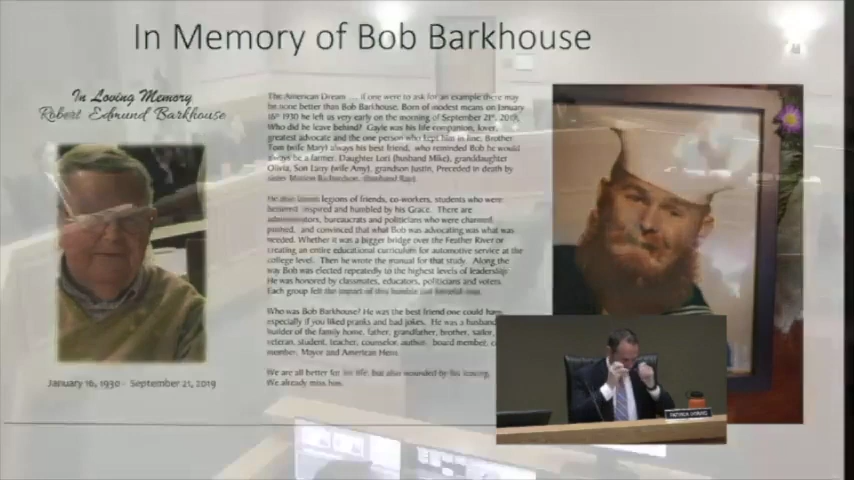 In Memory of Bob Barkhouse
In Loving Memory
Robert Edmund Barkhouse
January 16, 1930 - September 21, 2019
The American Dream .... if one were to ask for an example there may
be none better than Bob Barkhouse. Born of modest means on January
16th 1930 he left us very early on the morning of September 21st, 2019,
Who did he leave behind? Gayle was his life companion, lover,
greatest advocate and the one person who kept him in line, Brother
Tom (wife Mary) always his best friend, who reminded Bob he would
always be a farmer. Daughter Lori (husband Mike), granddaughter
Olivia, Son Larry (wife Amy), grandson Justin, Preceded in death by
sister Marion Richardson, (husband Ray).
He also leaves legions of friends, co-workers, students who were
inspired and humbled by his Grace. There are
administrators, bureaucrats and politicians who were charmed,
pushed, and convinced that what Bob was advocating was what was
needed. Whether it was a bigger bridge over the Feather River or
creating an entire educational curriculum for automotive service at the
college level. Then he wrote the manual for that study. Along the
way Bob was elected repeatedly to the highest levels of leadership
He was honored by classmates, educators, politicians and voters.
Each group felt the impact of this humble but forceful man.
Who was Bob Barkhouse? He was the best friend one could have
especially if you liked pranks and bad jokes. He was a husband,
builder of the family home, father, grandfather, brother, sailor,
veteran, student, teacher, counselor, author, board member,
member, Mayor and American Hero
We are all better for his life, but also wounded by his leaving.
We already miss him.